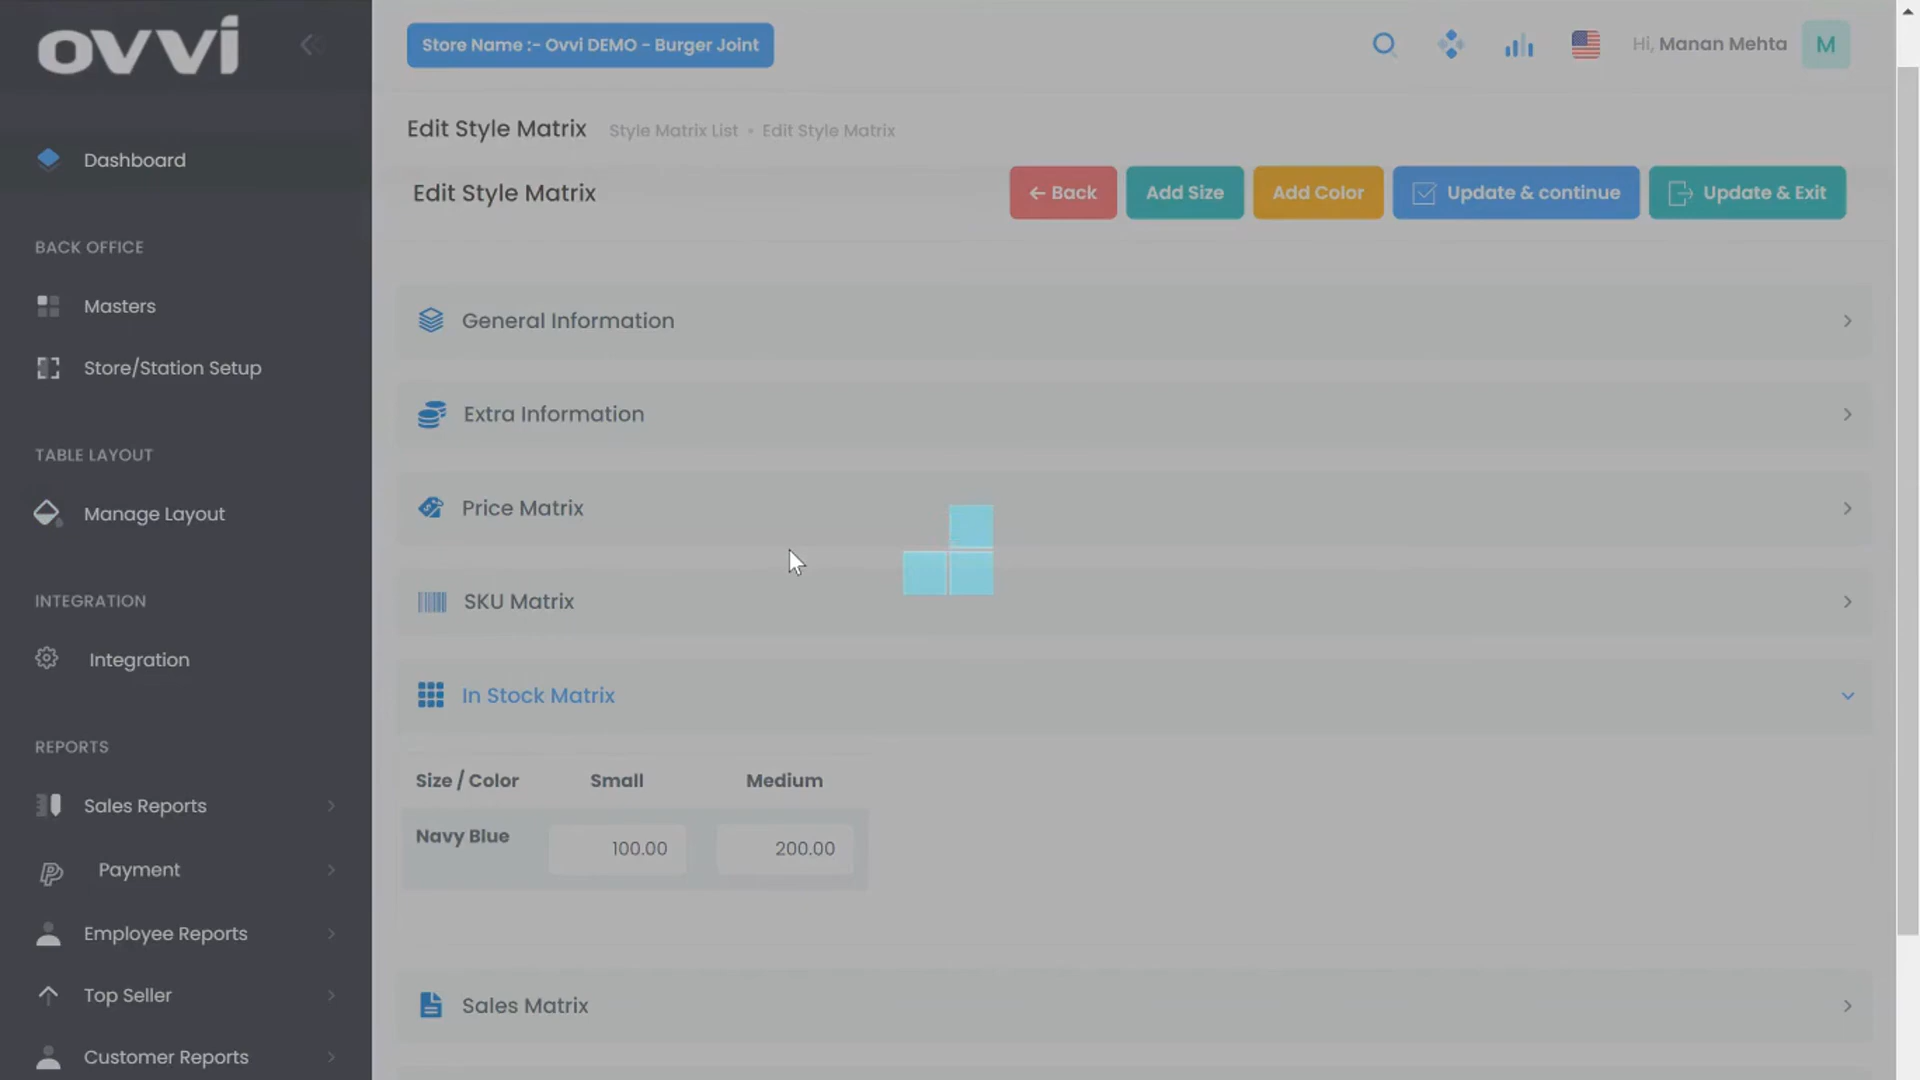 ovvi
Store Name :- Ovvi DEMO - Burger Joint
Hi, Manan Mehta
M
Edit Style Matrix
Style Matrix List • Edit Style Matrix
Dashboard
Edit Style Matrix
← Back
Add Size
Add Color
Update & continue
Update & Exit
BACK OFFICE
Masters
Store/Station Setup
TABLE LAYOUT
Manage Layout
INTEGRATION
Integration
REPORTS
Sales Reports
Payment
Employee Reports
Top Seller
Customer Reports
General Information
Extra Information
Price Matrix
SKU Matrix
In Stock Matrix
Size / Color Small Medium
Navy Blue 100.00 200.00
Sales Matrix